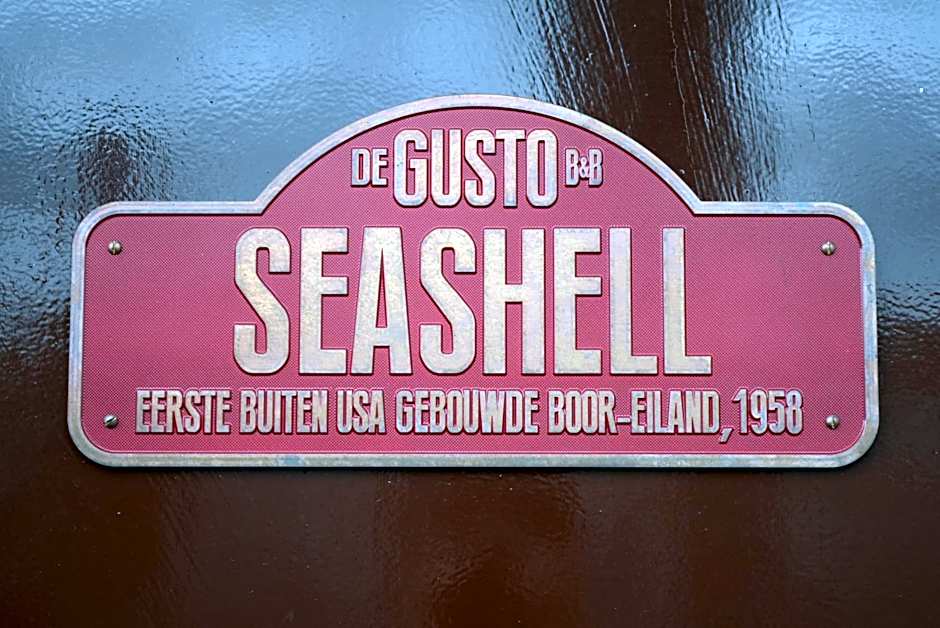 DE GUSTO B&B
SEASHELL
EERSTE BUITEN USA GEBOUWDE BOOR-EILAND, 1958